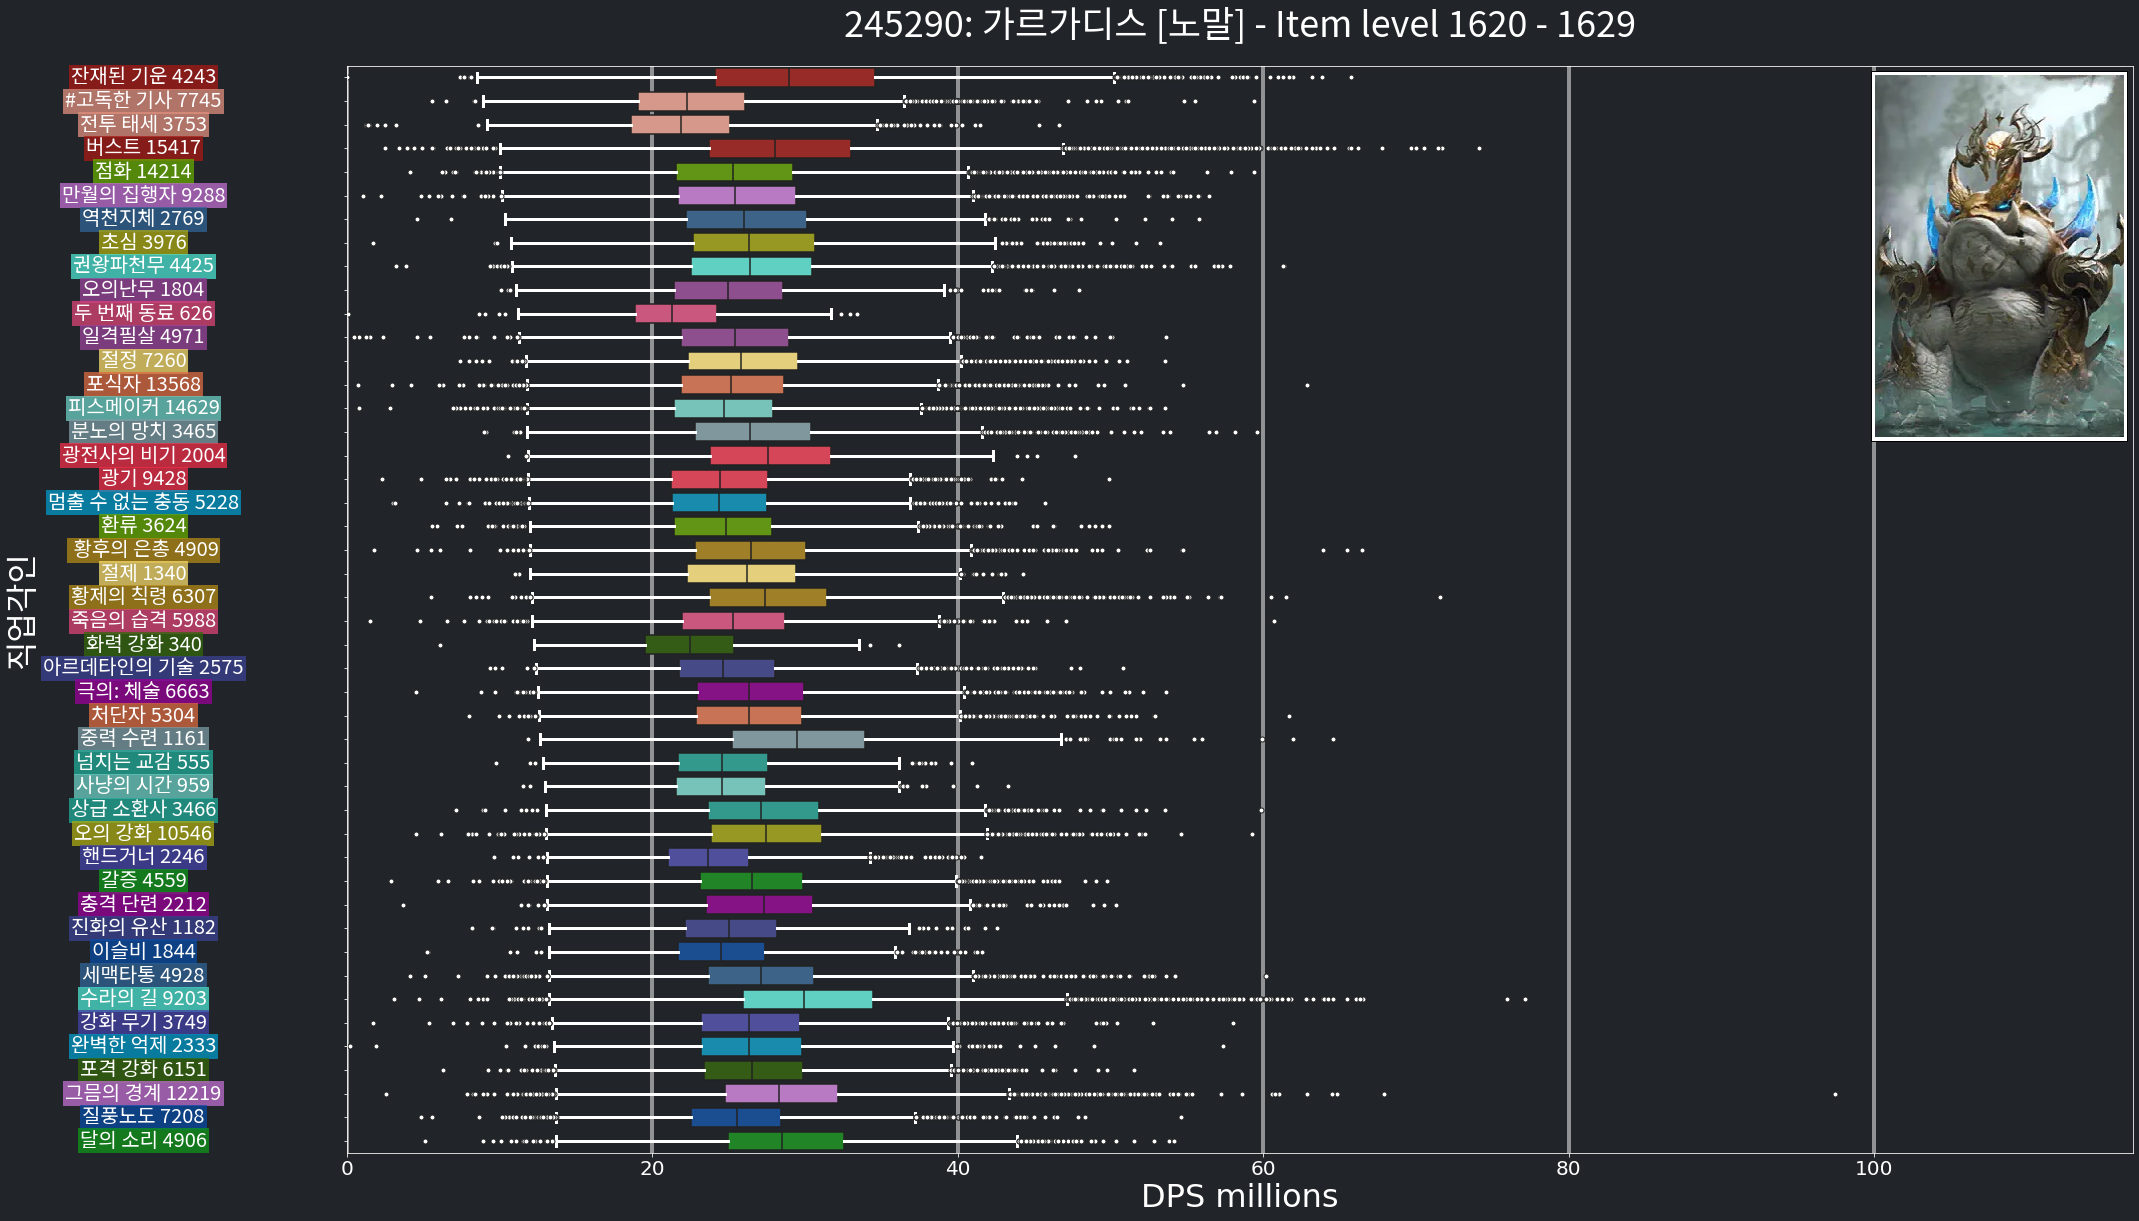 245290: 가르가디스 [노말] - Item level 1620 - 1629
직업각인
잔재된 기운 4243
#고독한 기사 7745
전투 태세 3753
버스트 15417
점화 14214
만월의 집행자 9288
역천지체 2769
초심 3976
권왕파천무 4425
오의난무 1804
두 번째 동료 626
일격필살 4971
절정 7260
포식자 13568
피스메이커 14629
분노의 망치 3465
광전사의 비기 2004
광기 9428
멈출 수 없는 충동 5228
환류 3624
황후의 은총 4909
절제 1340
황제의 칙령 6307
죽음의 습격 5988
화력 강화 340
아르데타인의 기술 2575
극의: 체술 6663
처단자 5304
중력 수련 1161
넘치는 교감 555
사냥의 시간 959
상급 소환사 3466
오의 강화 10546
핸드거너 2246
갈증 4559
충격 단련 2212
진화의 유산 1182
이슬비 1844
세맥타통 4928
수라의 길 9203
강화 무기 3749
완벽한 억제 2333
포격 강화 6151
그믐의 경계 12219
질풍노도 7208
달의 소리 4906
0 20 40 60 80 100
DPS millions